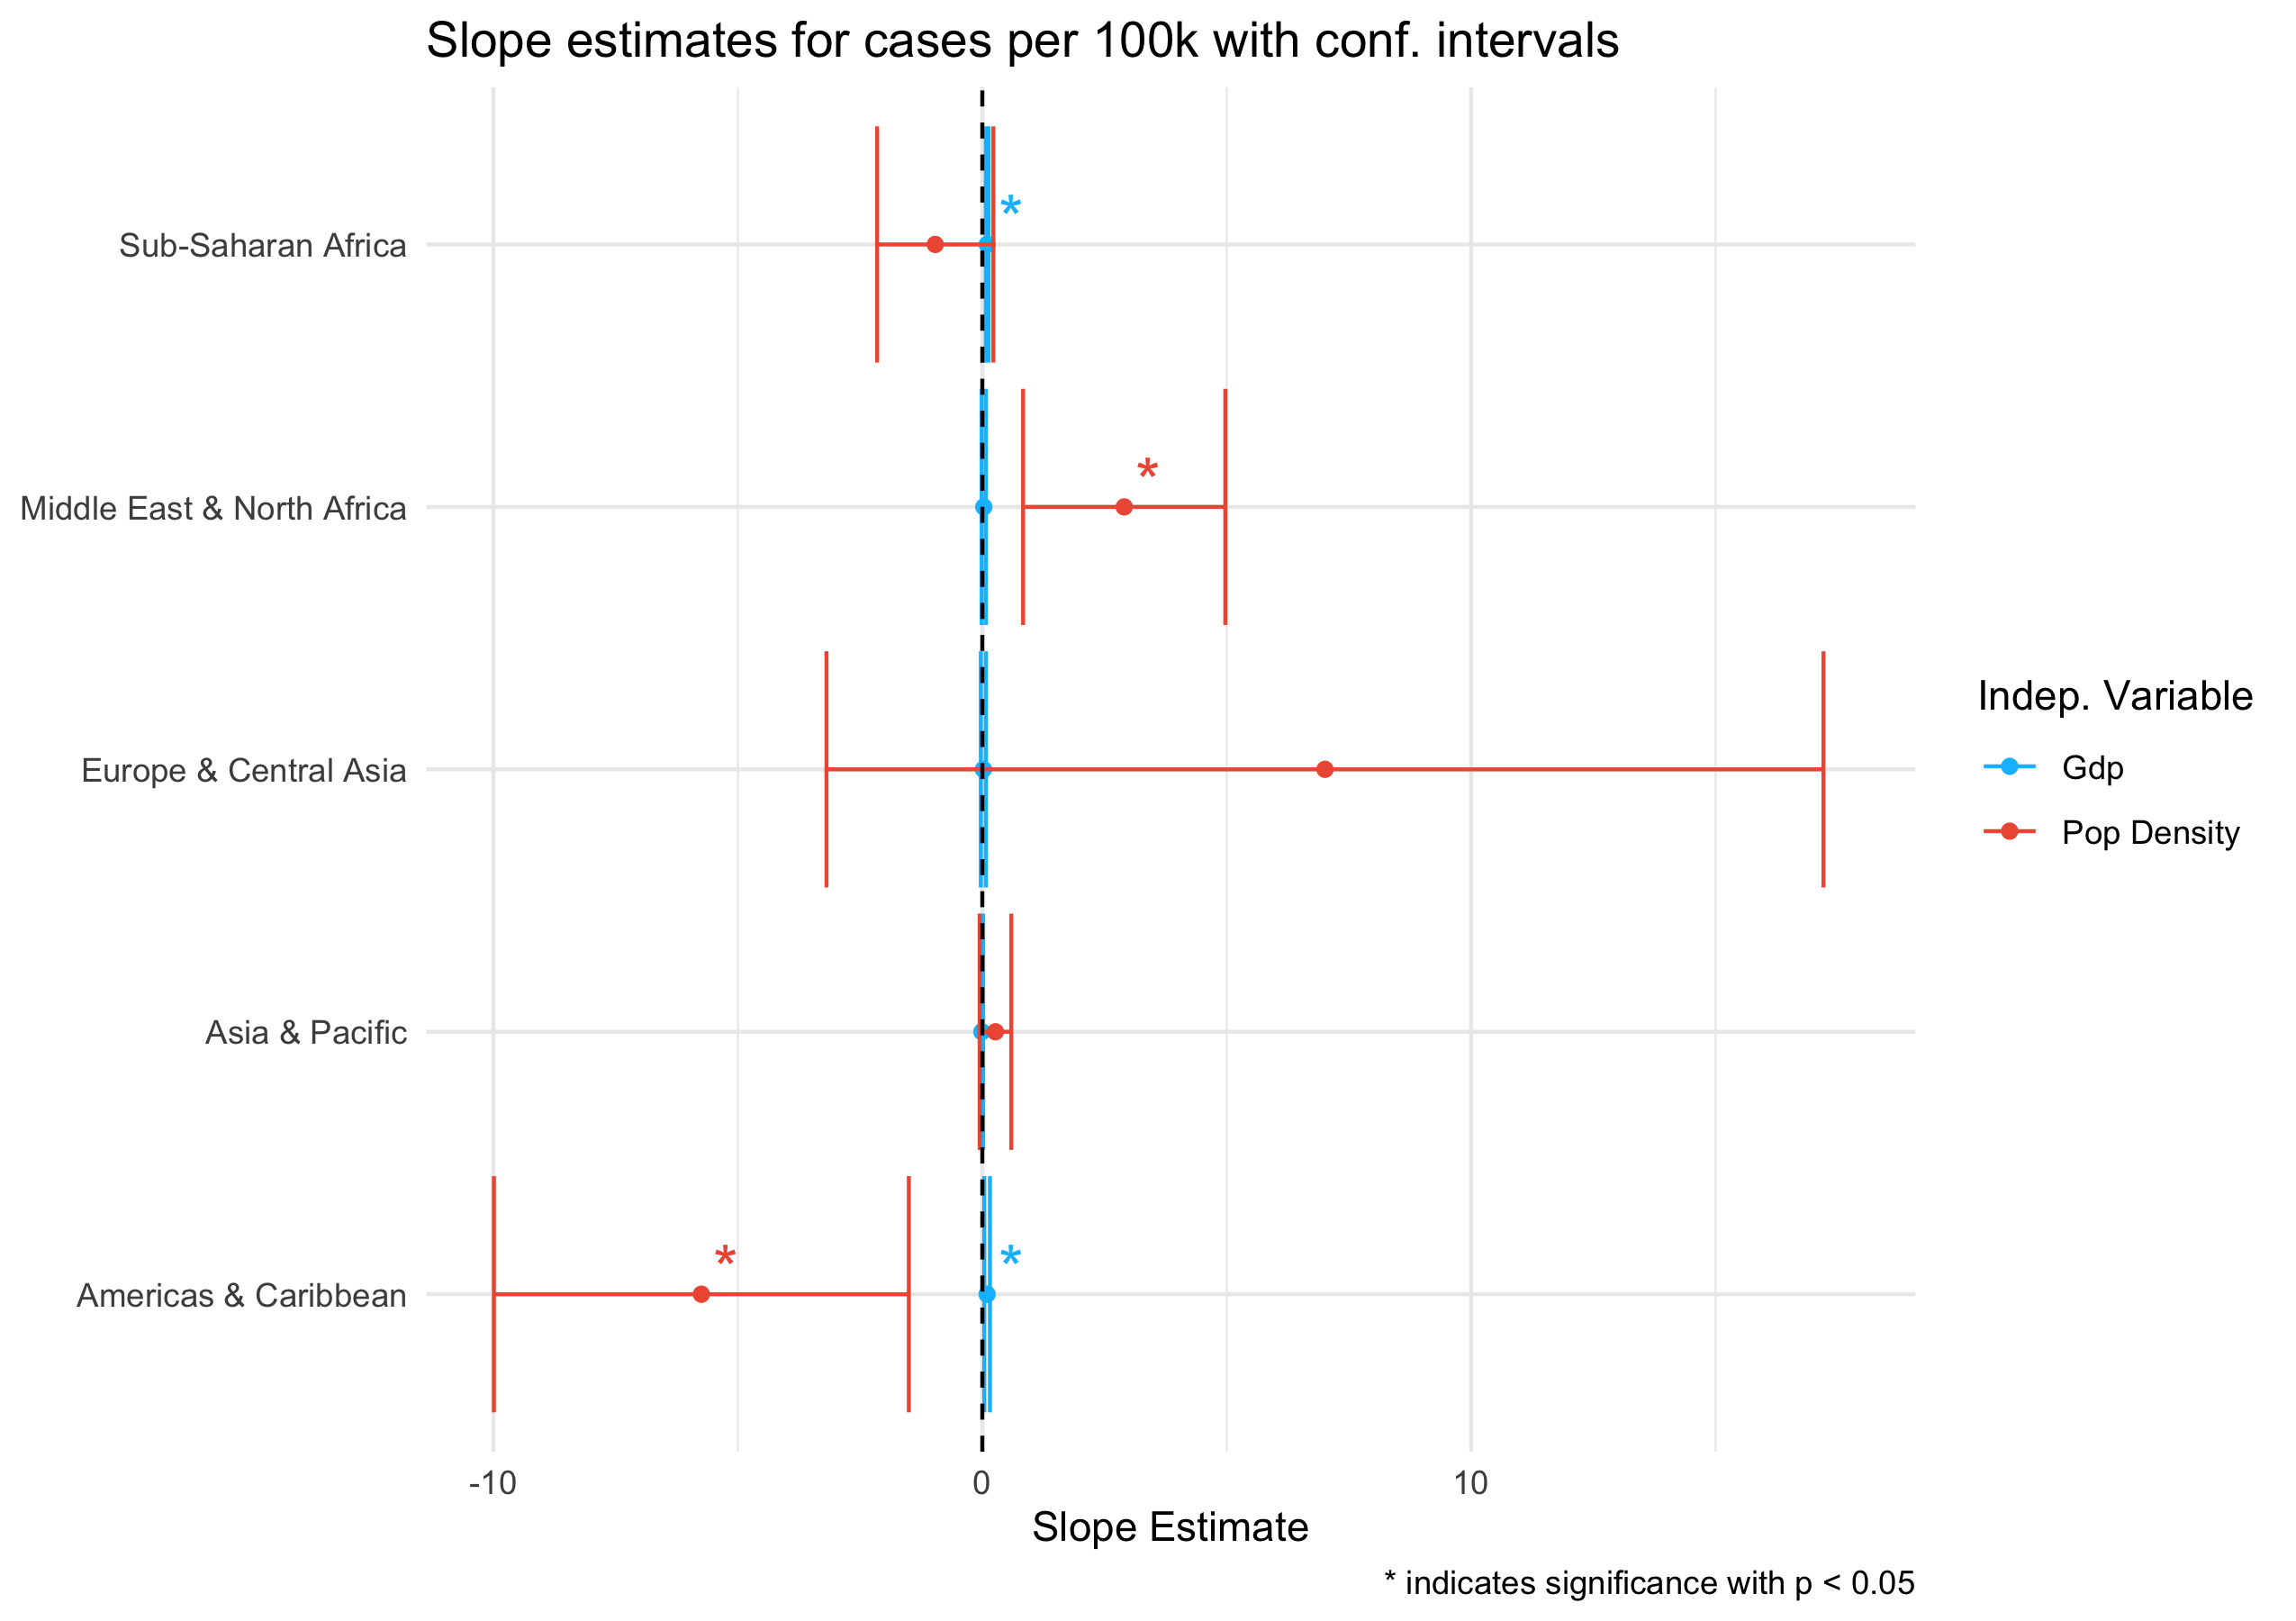 Slope estimates for cases per 100k with conf. intervals
Sub-Saharan Africa
*
*
Middle East & North Africa
Europe & Central Asia
Asia & Pacific
* *
Americas & Caribbean
-10 0 10
Slope Estimate
* indicates significance with p < 0.05
Indep. Variable
Gdp
Pop Density